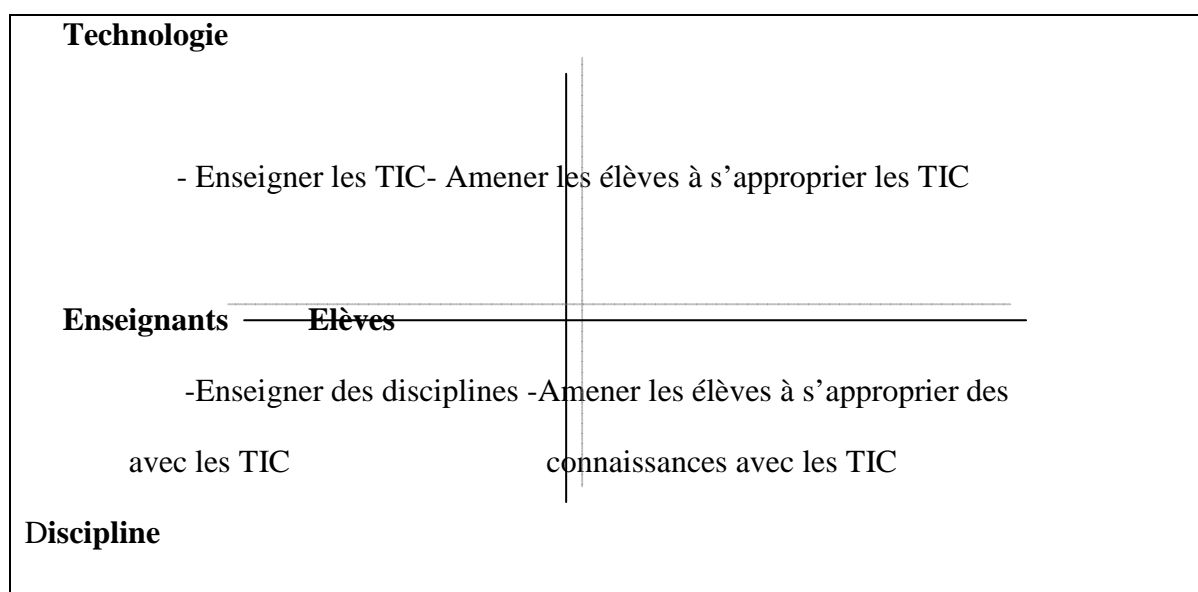 Technologie
- Enseigner les TIC- Amener les élèves à s’approprier les TIC
Enseignants Elèves
-Enseigner des disciplines -Amener les élèves à s’approprier des
avec les TIC connaissances avec les TIC
Discipline